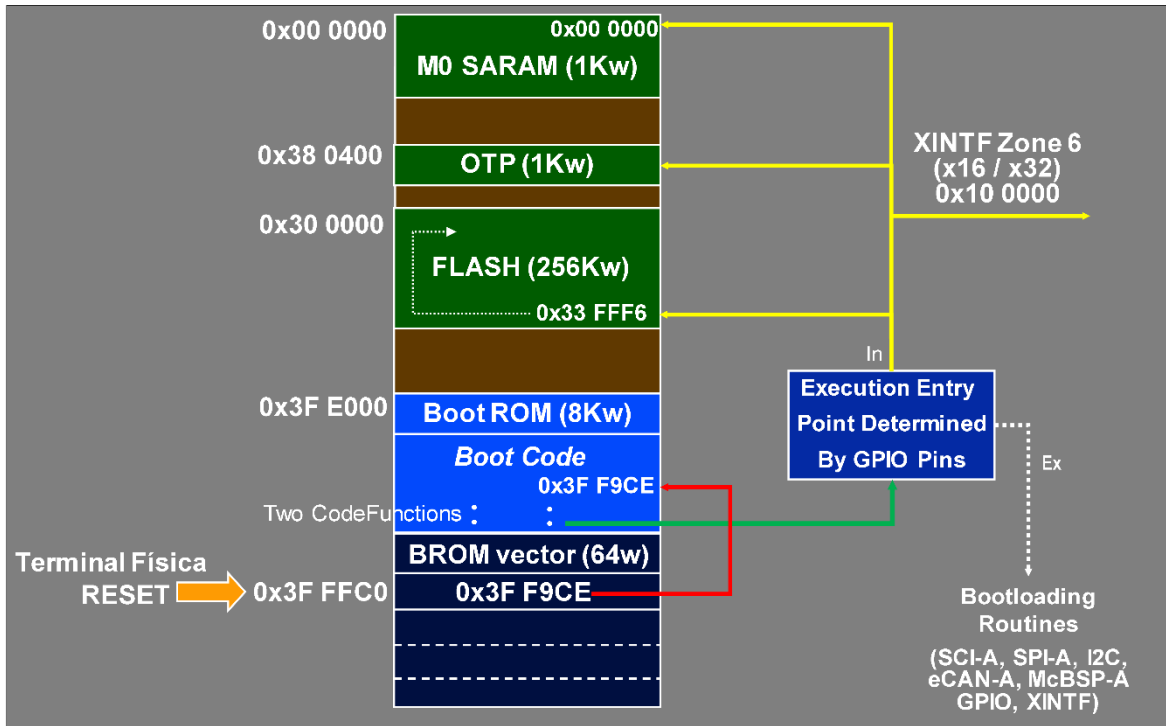 0x00 0000
0x00 0000
M0 SARAM (1Kw)
0x38 0400
OTP (1Kw)
XINTF Zone 6
(x16 / x32)
0x10 0000
0x30 0000
FLASH (256Kw)
0x33 FFF6
In
Execution Entry
Point Determined
By GPIO Pins
Ex
0x3F E000
Boot ROM (8Kw)
Boot Code
0x3F F9CE
Two CodeFunctions :
:
BROM vector (64w)
Terminal Física
RESET
0x3F FFC0
0x3F F9CE
Bootloading
Routines
(SCI-A, SPI-A, I2C,
eCAN-A, McBSP-A
GPIO, XINTF)